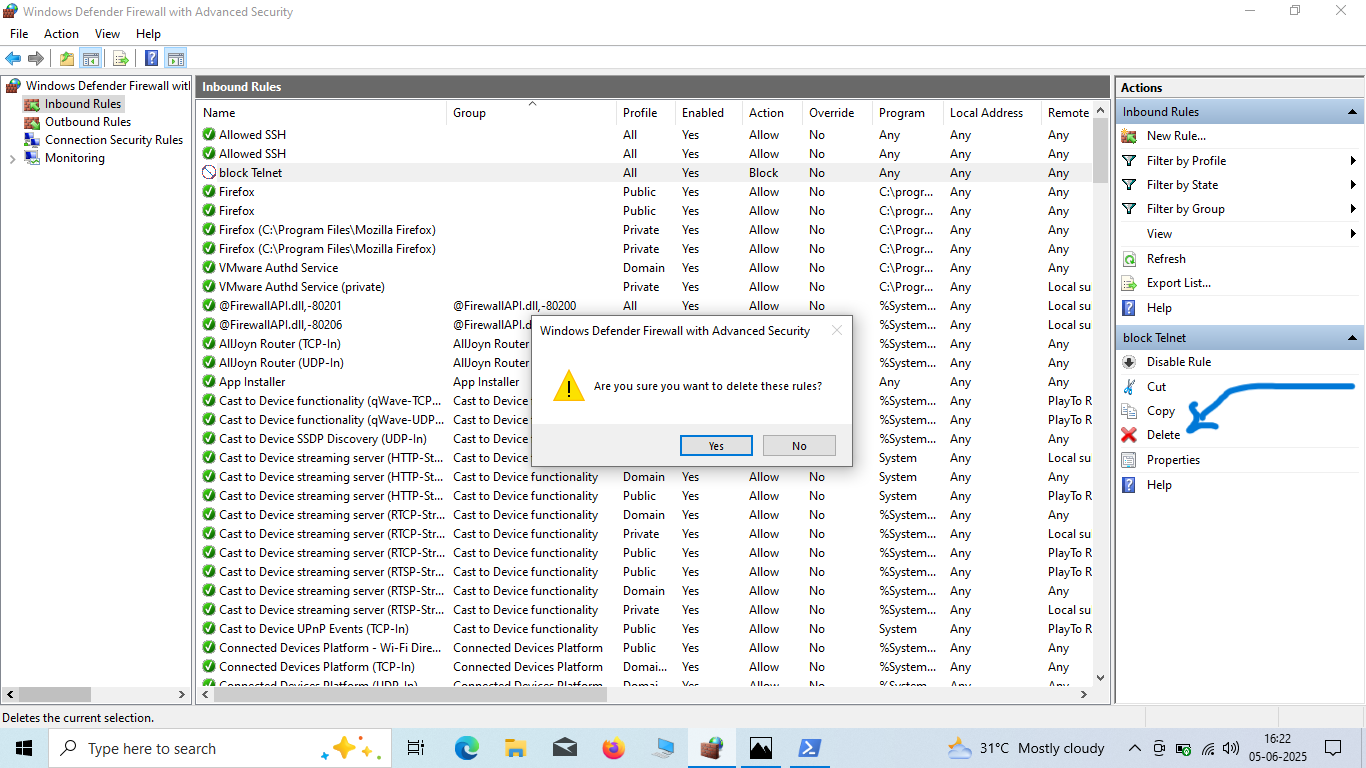 Windows Defender Firewall with Advanced Security
File Action View Help
Windows Defender Firewall wit
Inbound Rules
Outbound Rules
Connection Security Rules
Monitoring
Inbound Rules
Name Group Profile Enabled Action Override Program Local Address Remote
Allowed SSH All Yes Allow No Any Any Any
Allowed SSH All Yes Allow No Any Any Any
block Telnet All Yes Block No Any Any Any
Firefox Public Yes Allow No C:\progr... Any Any
Firefox Public Yes Allow No C:\progr... Any Any
Firefox (C:\Program Files\Mozilla Firefox) Private Yes Allow No C:\Progr... Any Any
Firefox (C:\Program Files\Mozilla Firefox) Private Yes Allow No C:\Progr... Any Any
VMware Authd Service Domain Yes Allow No C:\Progr... Any Any
VMware Authd Service (private) Private Yes Allow No C:\Progr... Any Local su
@FirewallAPI.dll,-80201 @FirewallAPI.dll,-80200 All Yes Allow No %System... Any Local su
@FirewallAPI.dll,-80206 @FirewallAPI.d %System... Any Local su
AllJoyn Router (TCP-In) AllJoyn Router %System... Any Any
AllJoyn Router (UDP-In) AllJoyn Router %System... Any Any
App Installer App Installer Any Any Any
Cast to Device functionality (qWave-TCP... Cast to Device f %System... Any PlayTo R
Cast to Device functionality (qWave-UDP... Cast to Device f %System... Any PlayTo R
Cast to Device SSDP Discovery (UDP-In) Cast to Device f %System... Any Any
Cast to Device streaming server (HTTP-St... Cast to Device f System Any Local su
Cast to Device streaming server (HTTP-St... Cast to Device functionality Domain Yes Allow No System Any Any
Cast to Device streaming server (HTTP-St... Cast to Device functionality Public Yes Allow No System Any PlayTo R
Cast to Device streaming server (RTCP-Str... Cast to Device functionality Domain Yes Allow No %System... Any Any
Cast to Device streaming server (RTCP-Str... Cast to Device functionality Private Yes Allow No %System... Any Local su
Cast to Device streaming server (RTCP-Str... Cast to Device functionality Public Yes Allow No %System... Any PlayTo R
Cast to Device streaming server (RTSP-Str... Cast to Device functionality Public Yes Allow No %System... Any PlayTo R
Cast to Device streaming server (RTSP-Str... Cast to Device functionality Domain Yes Allow No %System... Any Any
Cast to Device streaming server (RTSP-Str... Cast to Device functionality Private Yes Allow No %System... Any Local su
Cast to Device UPnP Events (TCP-In) Cast to Device functionality Public Yes Allow No System Any PlayTo R
Connected Devices Platform - Wi-Fi Dire... Connected Devices Platform Public Yes Allow No %System... Any Any
Connected Devices Platform (TCP-In) Connected Devices Platform Domai... Yes Allow No %System... Any Any
Connected Devices Platform (UDP-In) Connected Devices Platform Domai... Yes Allow No %System... Any Any
Windows Defender Firewall with Advanced Security
Are you sure you want to delete these rules?
Yes No
Actions
Inbound Rules
New Rule...
Filter by Profile
Filter by State
Filter by Group
View
Refresh
Export List...
Help
block Telnet
Disable Rule
Cut
Copy
Delete
Properties
Help
Deletes the current selection.
Type here to search
31°C Mostly cloudy
16:22
05-06-2025